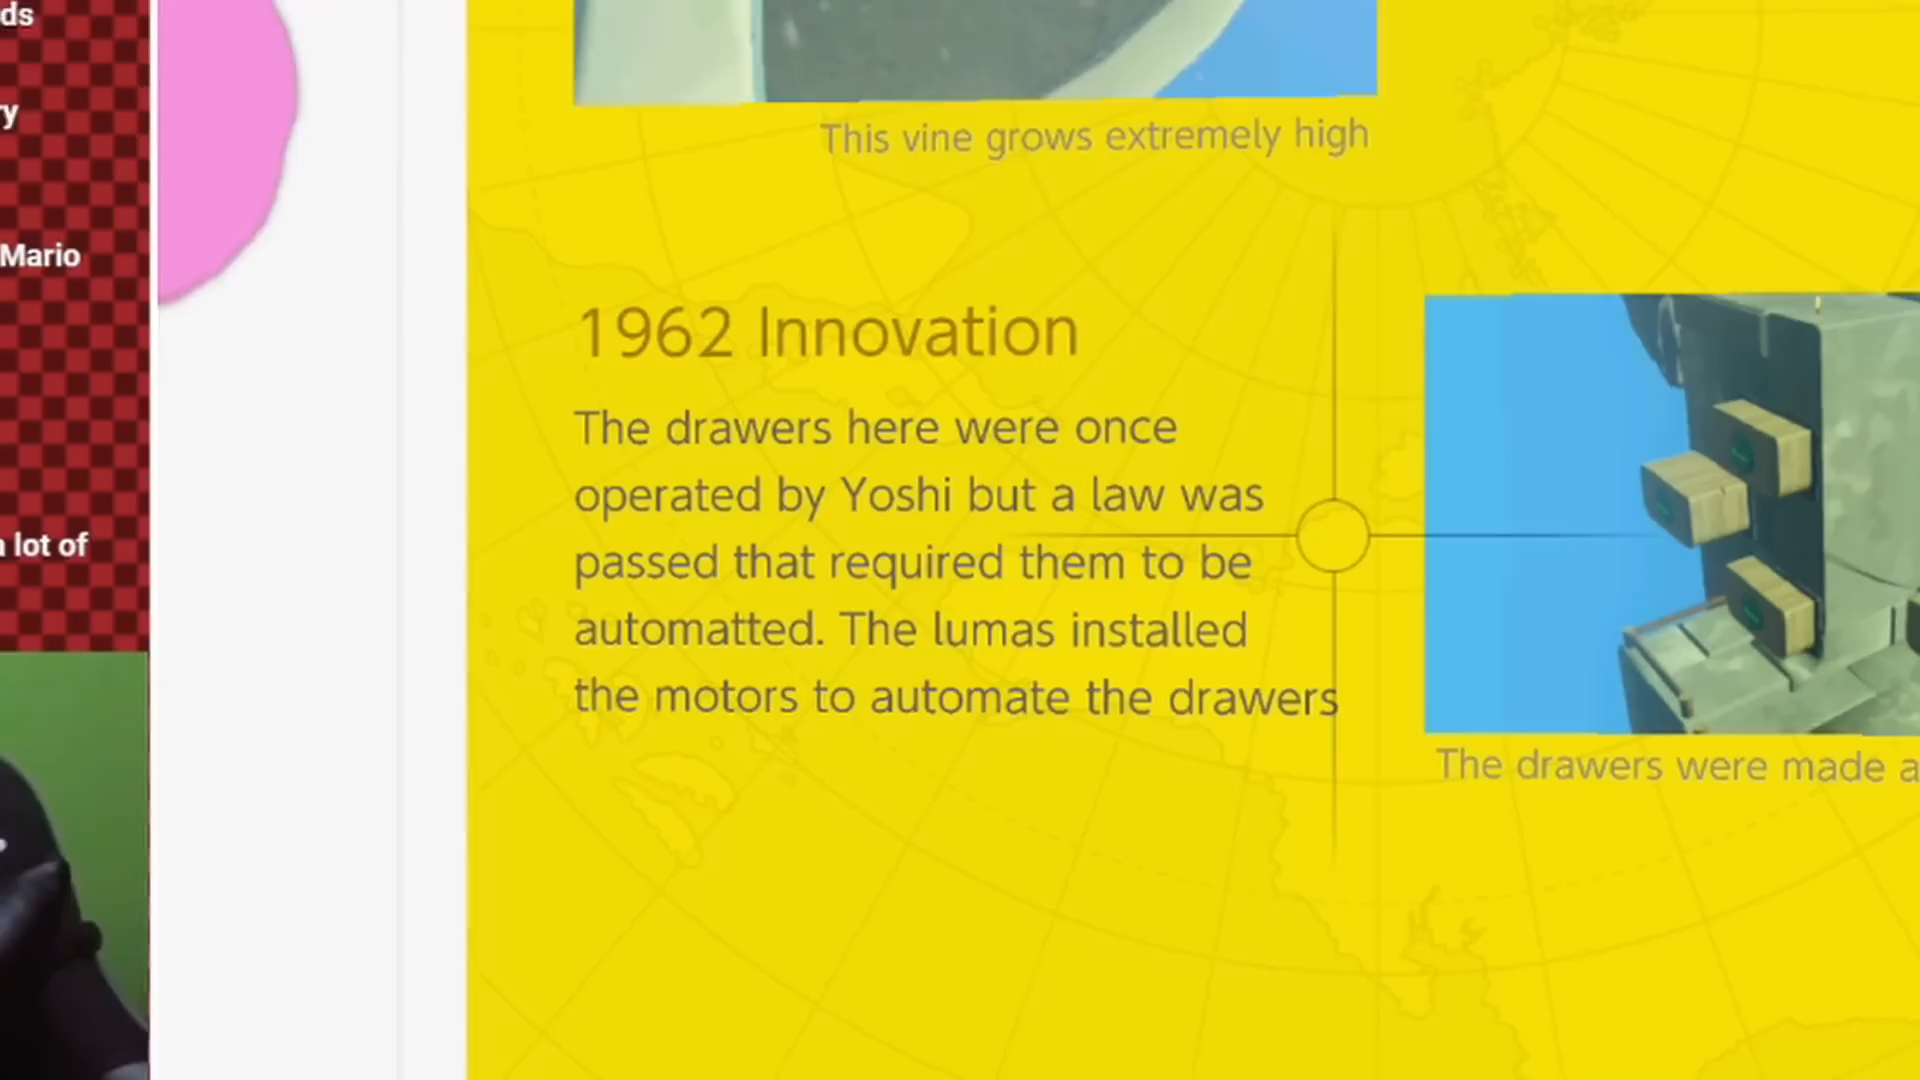 ds
ry
Mario
a lot of
This vine grows extremely high
1962 Innovation
The drawers here were once
operated by Yoshi but a law was
passed that required them to be
automatted. The lumas installed
the motors to automate the drawers
The drawers were made a